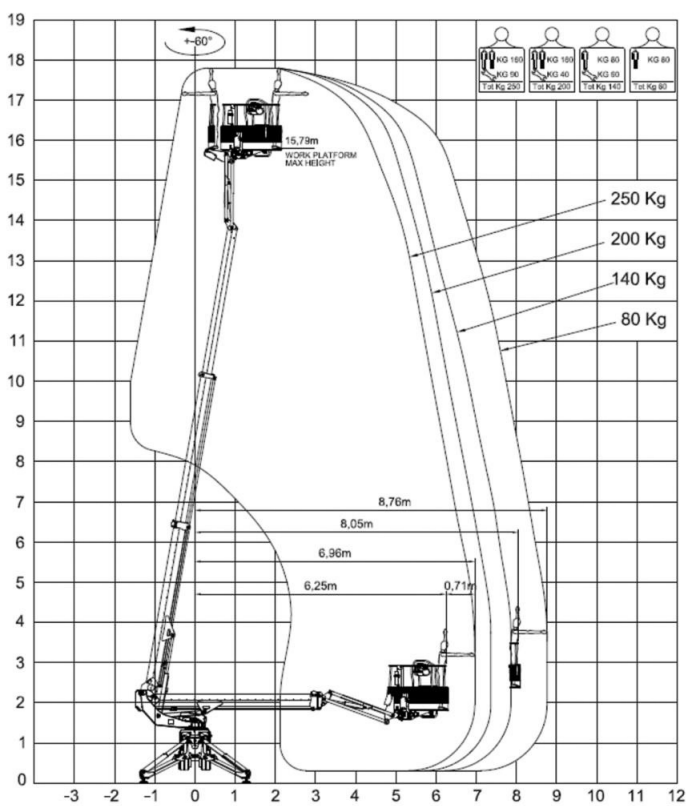 19
18
17
16
15
14
13
12
11
10
9
8
7
6
5
4
3
2
1
0
+-60°
KG 160
KG 90
Tot Kg 250
KG 160
KG 40
Tot Kg 200
KG 80
KG 60
Tot Kg 140
KG 80
Tot Kg 80
15,79m
WORK PLATFORM
MAX HEIGHT
250 Kg
200 Kg
140 Kg
80 Kg
8,76m
8,05m
6,96m
6,25m
0,71m
-3 -2 -1 0 1 2 3 4 5 6 7 8 9 10 11 12